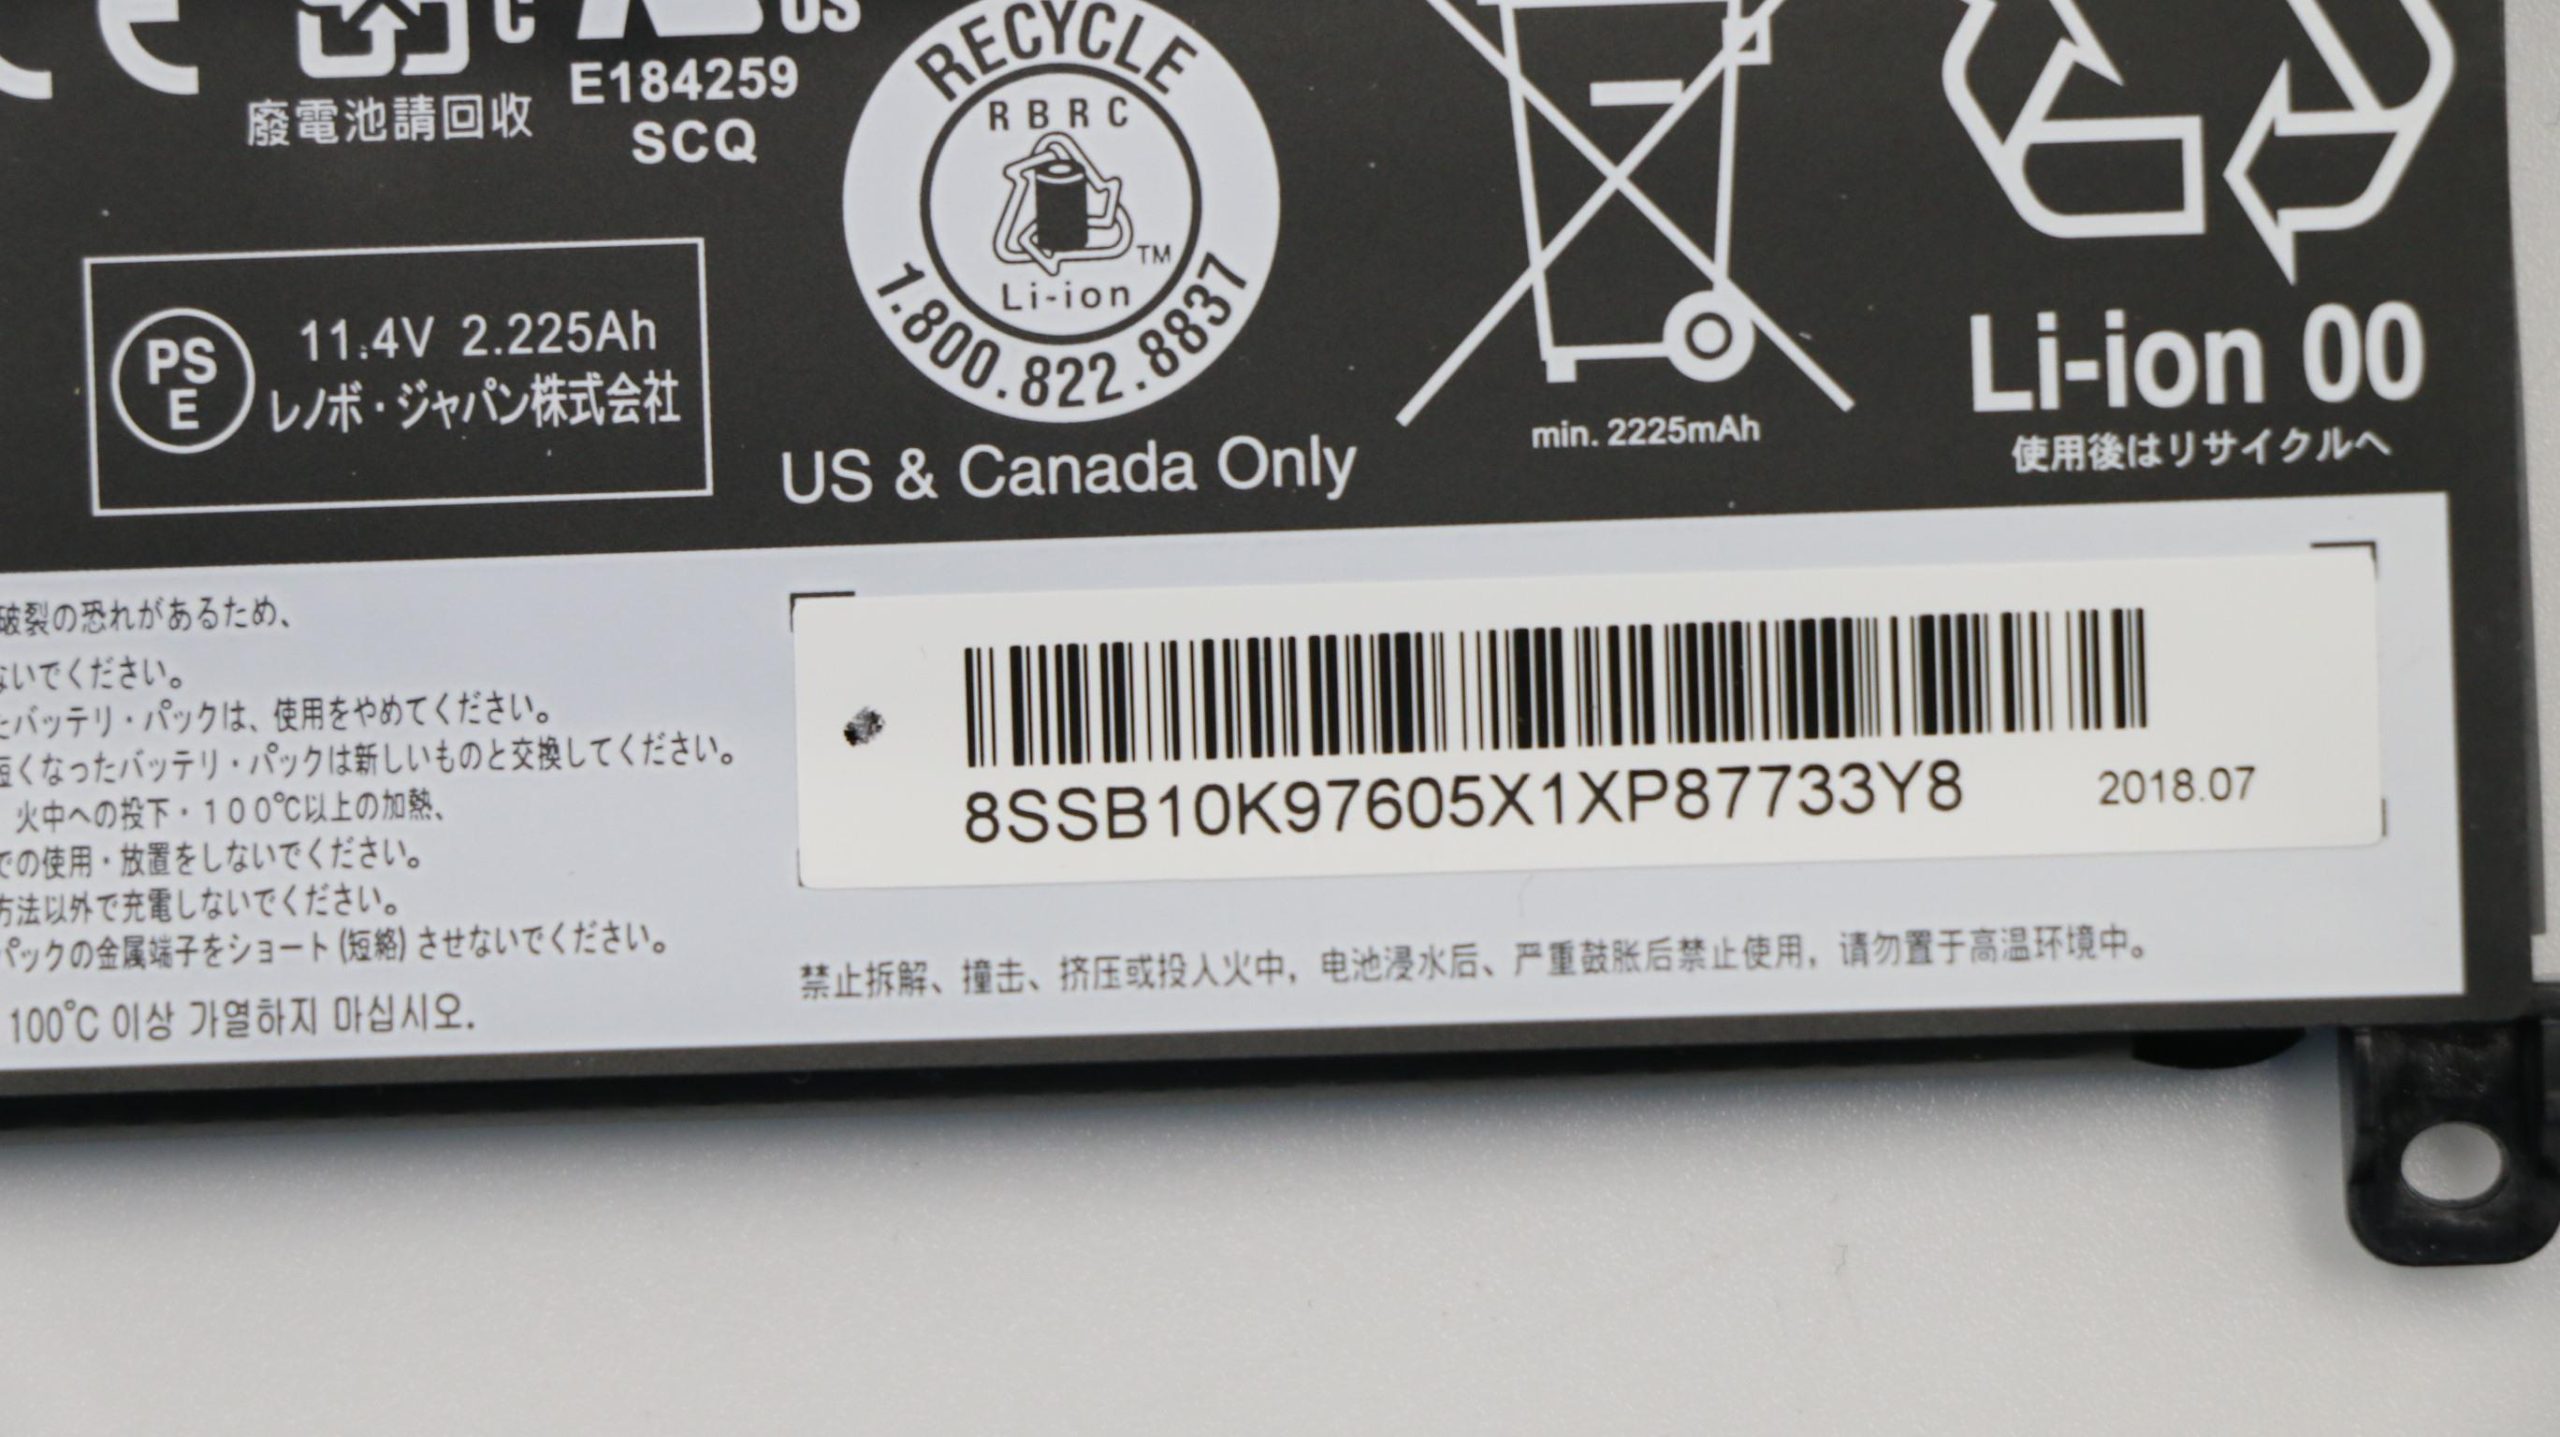 廢電池請回收
C US
E184259
SCQ
RECYCLE
RBRC
TM
Li-ion
1.800.822.8837
US & Canada Only
PSE
11.4V 2.225Ah
レノボ・ジャパン株式会社
min. 2225mAh
Li-ion 00
使用後はリサイクルへ
破裂の恐れがあるため、
ないでください。
たバッテリ・パックは、使用をやめてください。
短くなったバッテリ・パックは新しいものと交換してください。
火中への投下・100℃以上の加熱、
での使用・放置をしないでください。
方法以外で充電しないでください。
パックの金属端子をショート(短絡)させないでください。
100℃ 이상 가열하지 마십시오.
8SSB10K97605X1XP87733Y8 2018.07
禁止拆解、撞击、挤压或投入火中，电池浸水后、严重鼓胀后禁止使用，请勿置于高温环境中。